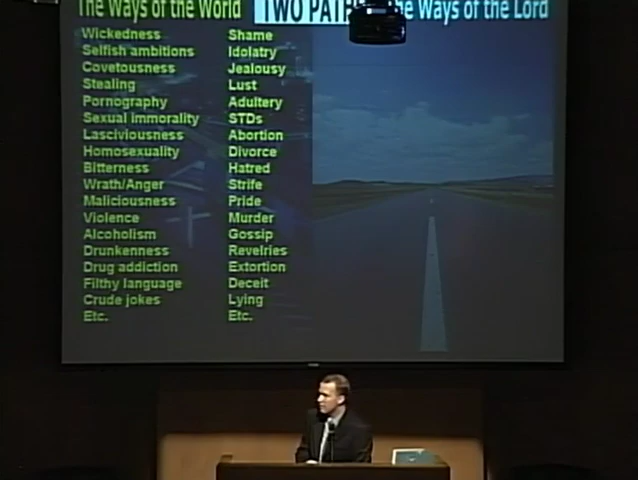 The Ways of the World TWO PATHS The Ways of the Lord
Wickedness Shame
Selfish ambitions Idolatry
Covetousness Jealousy
Stealing Lust
Pornography Adultery
Sexual immorality STDs
Lasciviousness Abortion
Homosexuality Divorce
Bitterness Hatred
Wrath/Anger Strife
Maliciousness Pride
Violence Murder
Alcoholism Gossip
Drunkenness Revelries
Drug addiction Extortion
Filthy language Deceit
Crude jokes Lying
Etc. Etc.